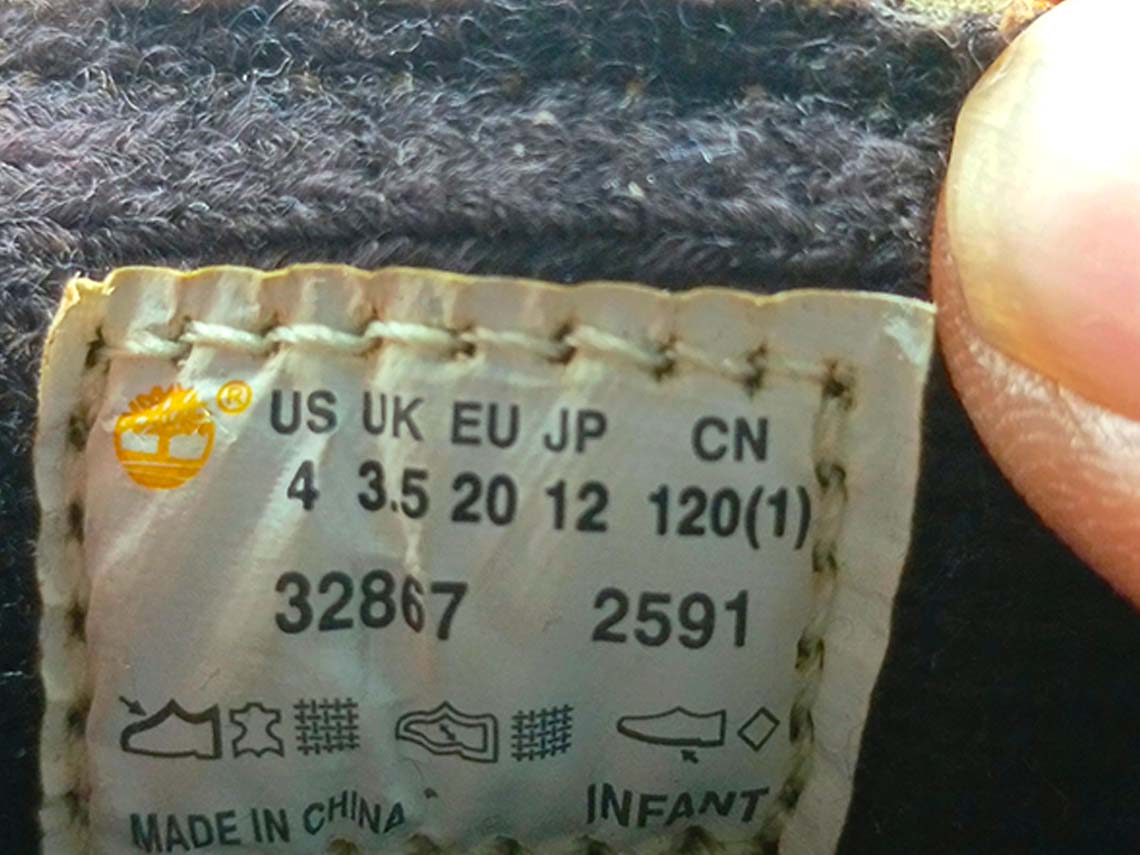 ® US UK EU JP CN
4 3.5 20 12 120(1)
32867 2591
MADE IN CHINA INFANT